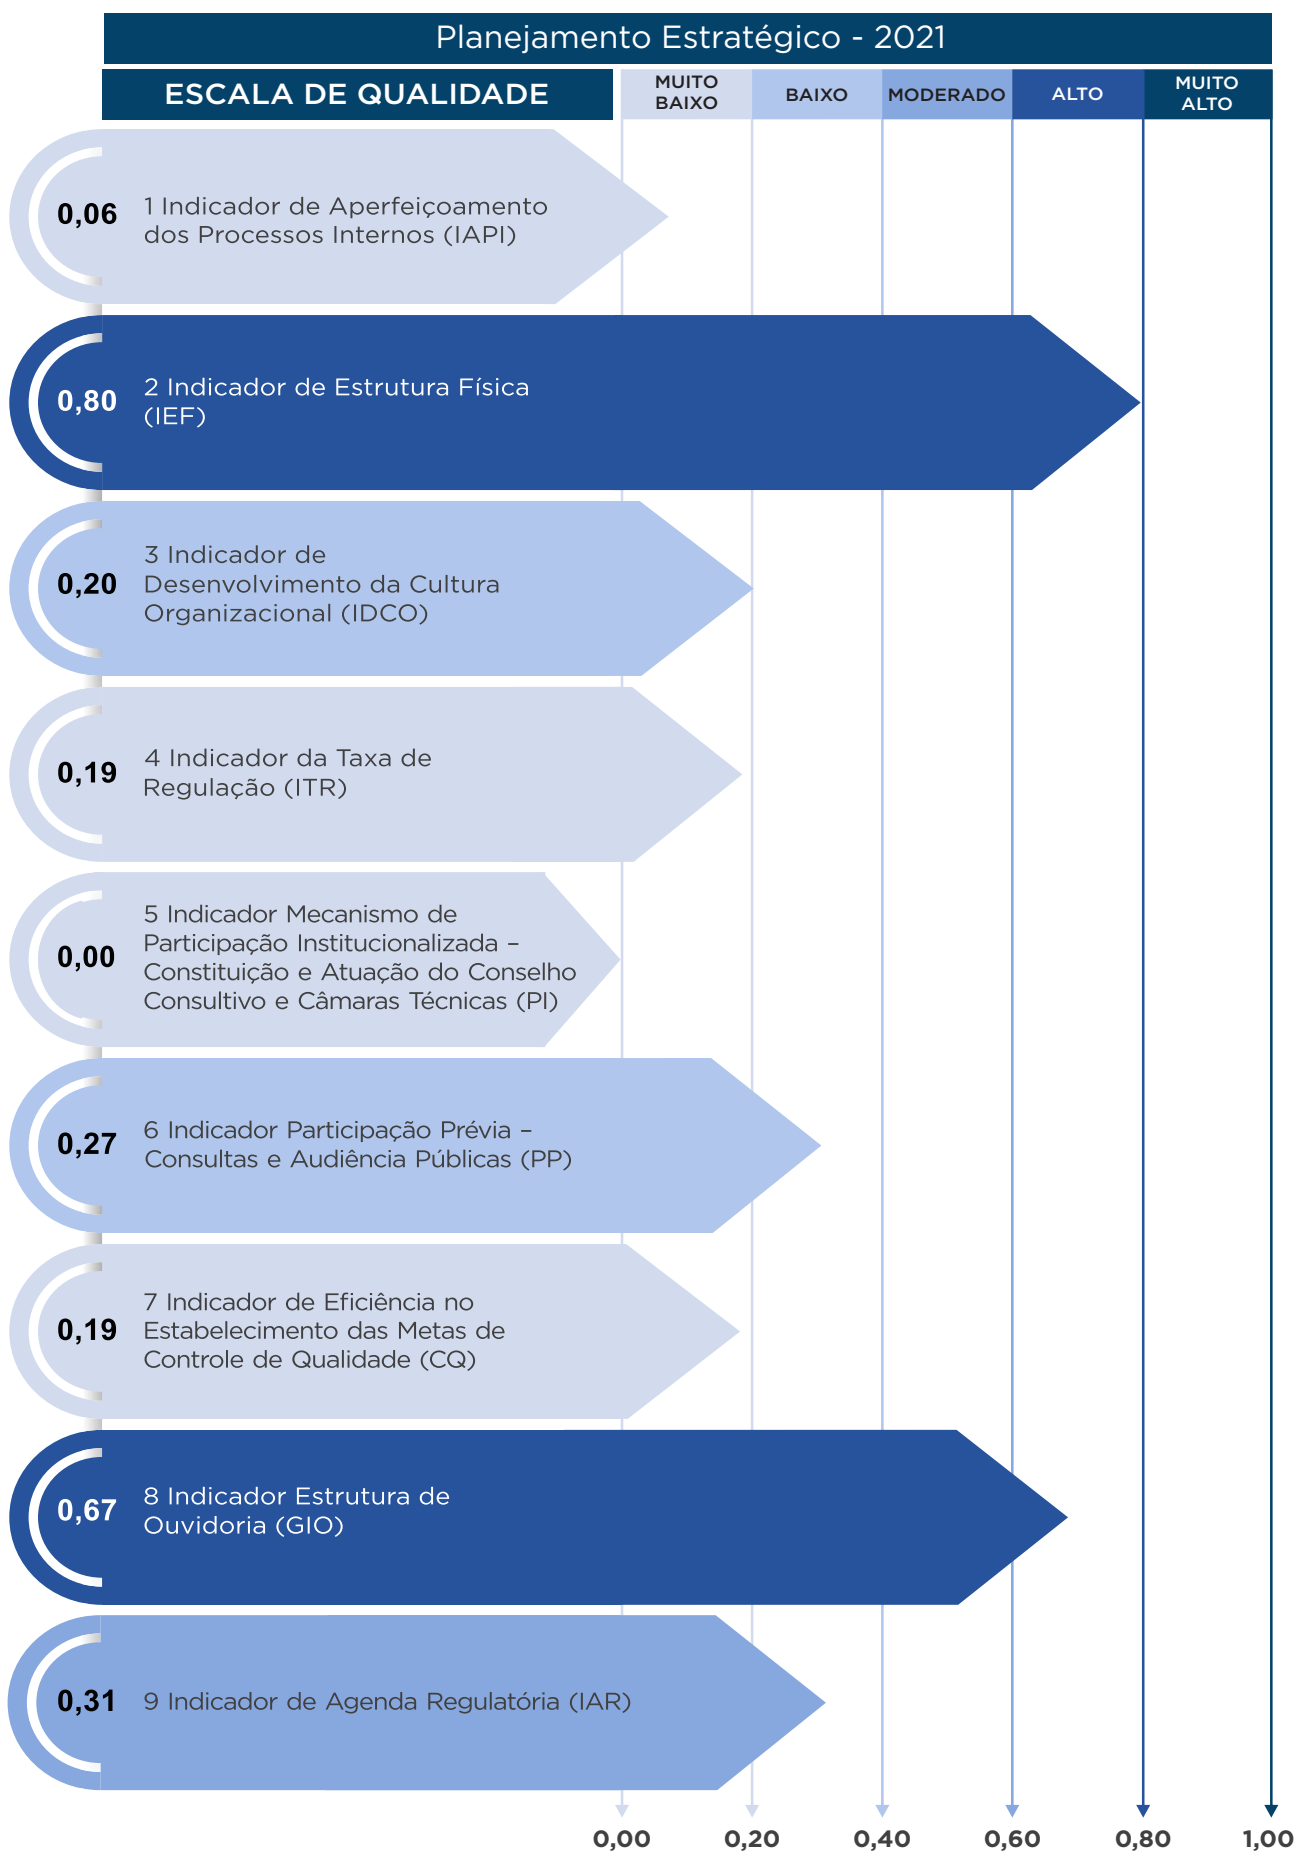 Planejamento Estratégico - 2021
ESCALA DE QUALIDADE
MUITO
BAIXO
BAIXO
MODERADO
ALTO
MUITO
ALTO
0,06
1 Indicador de Aperfeiçoamento
dos Processos Internos (IAPI)
0,80
2 Indicador de Estrutura Física
(IEF)
0,20
3 Indicador de
Desenvolvimento da Cultura
Organizacional (IDCO)
0,19
4 Indicador da Taxa de
Regulação (ITR)
0,00
5 Indicador Mecanismo de
Participação Institucionalizada –
Constituição e Atuação do Conselho
Consultivo e Câmaras Técnicas (PI)
0,27
6 Indicador Participação Prévia –
Consultas e Audiência Públicas (PP)
0,19
7 Indicador de Eficiência no
Estabelecimento das Metas de
Controle de Qualidade (CQ)
0,67
8 Indicador Estrutura de
Ouvidoria (GIO)
0,31
9 Indicador de Agenda Regulatória (IAR)
0,00
0,20
0,40
0,60
0,80
1,00